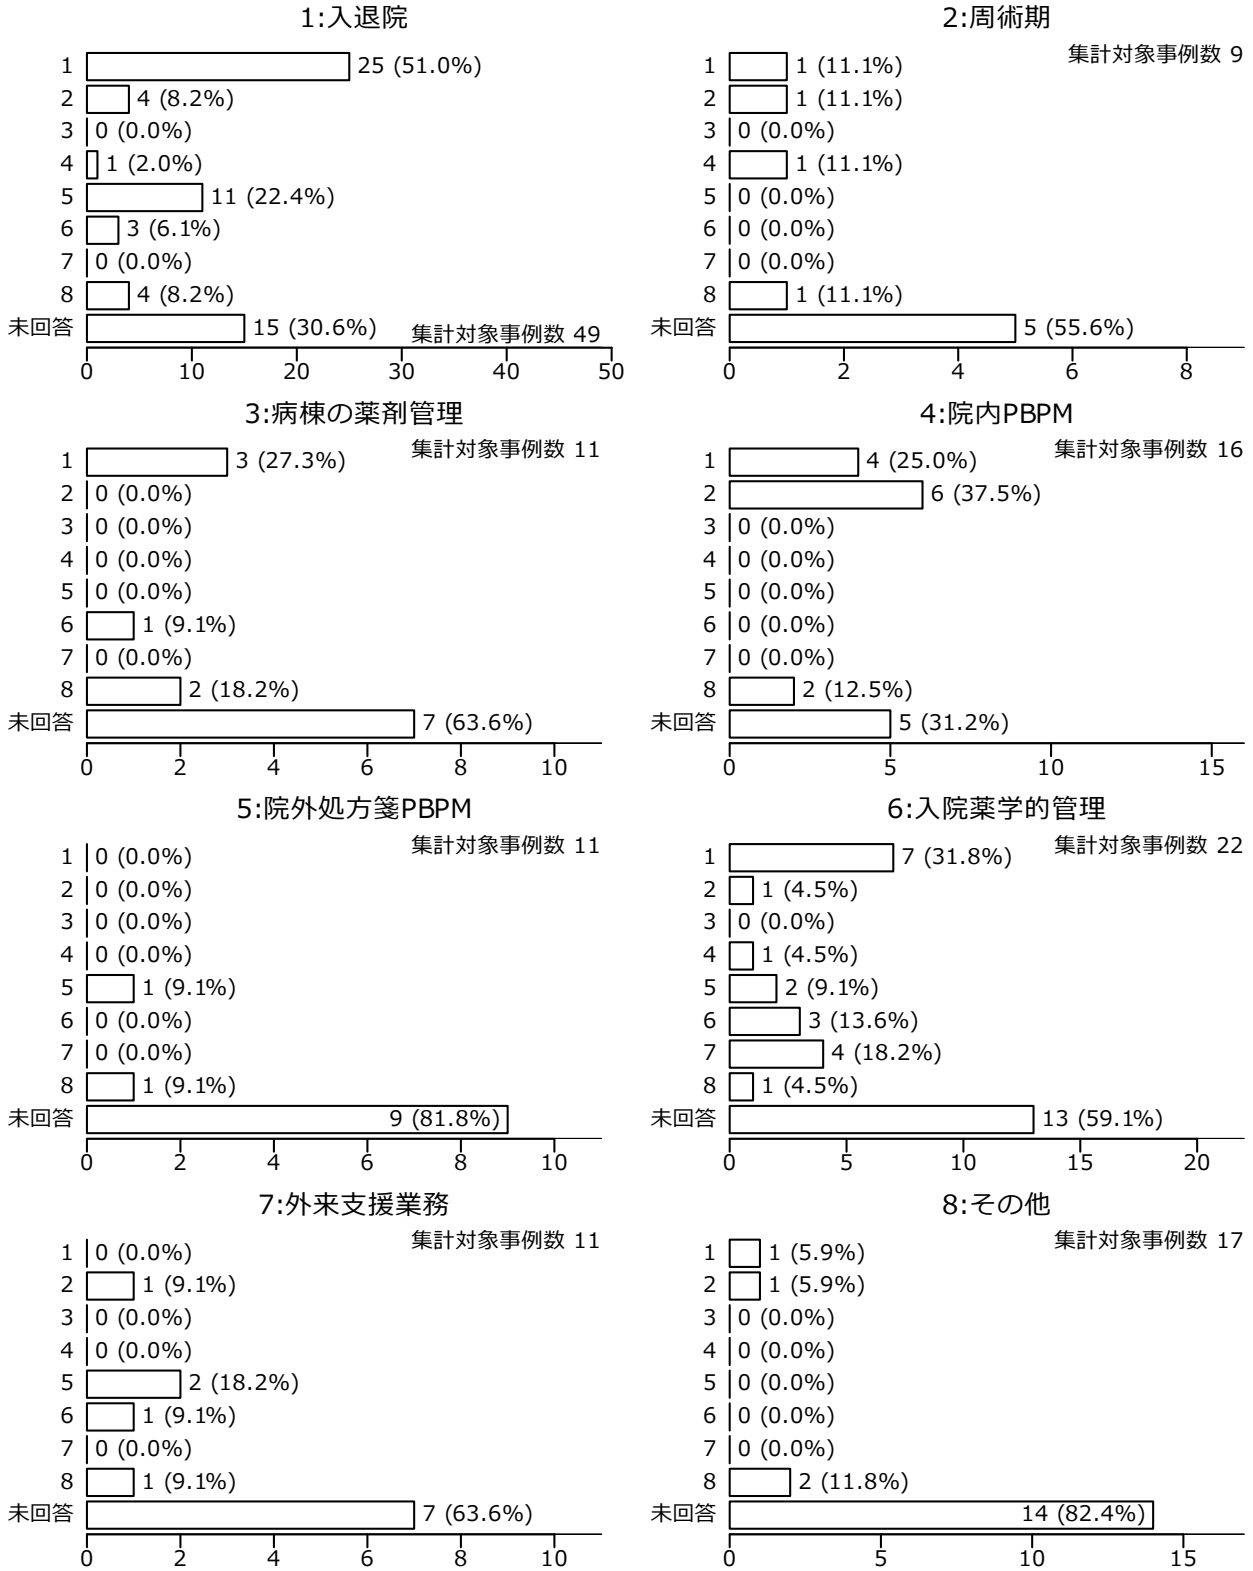 1:入退院
1 25 (51.0%)
2 4 (8.2%)
3 0 (0.0%)
4 1 (2.0%)
5 11 (22.4%)
6 3 (6.1%)
7 0 (0.0%)
8 4 (8.2%)
未回答 15 (30.6%) 集計対象事例数 49
0 10 20 30 40 50
2:周術期
集計対象事例数 9
1 1 (11.1%)
2 1 (11.1%)
3 0 (0.0%)
4 1 (11.1%)
5 0 (0.0%)
6 0 (0.0%)
7 0 (0.0%)
8 1 (11.1%)
未回答 5 (55.6%)
0 2 4 6 8
3:病棟の薬剤管理
集計対象事例数 11
1 3 (27.3%)
2 0 (0.0%)
3 0 (0.0%)
4 0 (0.0%)
5 0 (0.0%)
6 1 (9.1%)
7 0 (0.0%)
8 2 (18.2%)
未回答 7 (63.6%)
0 2 4 6 8 10
4:院内PBPM
集計対象事例数 16
1 4 (25.0%)
2 6 (37.5%)
3 0 (0.0%)
4 0 (0.0%)
5 0 (0.0%)
6 0 (0.0%)
7 0 (0.0%)
8 2 (12.5%)
未回答 5 (31.2%)
0 5 10 15
5:院外処方箋PBPM
集計対象事例数 11
1 0 (0.0%)
2 0 (0.0%)
3 0 (0.0%)
4 0 (0.0%)
5 1 (9.1%)
6 0 (0.0%)
7 0 (0.0%)
8 1 (9.1%)
未回答 9 (81.8%)
0 2 4 6 8 10
6:入院薬学的管理
集計対象事例数 22
1 7 (31.8%)
2 1 (4.5%)
3 0 (0.0%)
4 1 (4.5%)
5 2 (9.1%)
6 3 (13.6%)
7 4 (18.2%)
8 1 (4.5%)
未回答 13 (59.1%)
0 5 10 15 20
7:外来支援業務
集計対象事例数 11
1 0 (0.0%)
2 1 (9.1%)
3 0 (0.0%)
4 0 (0.0%)
5 2 (18.2%)
6 1 (9.1%)
7 0 (0.0%)
8 1 (9.1%)
未回答 7 (63.6%)
0 2 4 6 8 10
8:その他
集計対象事例数 17
1 1 (5.9%)
2 1 (5.9%)
3 0 (0.0%)
4 0 (0.0%)
5 0 (0.0%)
6 0 (0.0%)
7 0 (0.0%)
8 2 (11.8%)
未回答 14 (82.4%)
0 5 10 15